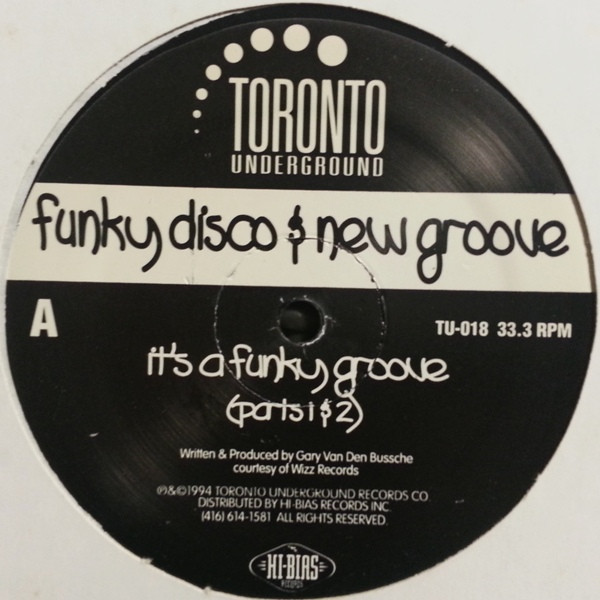 TORONTO
UNDERGROUND
funky disco & new groove
A
TU-018 33.3 RPM
it's a funky groove
(parts 1 & 2)
Written & Produced by Gary Van Den Bussche
courtesy of Wizz Records
℗&©1994 TORONTO UNDERGROUND RECORDS CO.
DISTRIBUTED BY HI-BIAS RECORDS INC.
(416) 614-1581 ALL RIGHTS RESERVED.
HI-BIAS
RECORDS